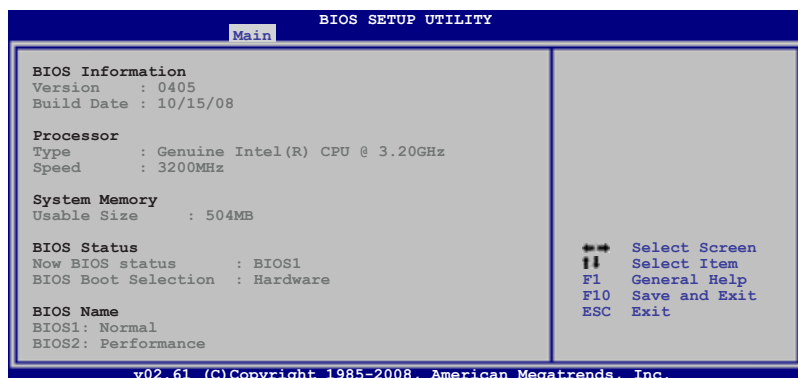 BIOS SETUP UTILITY
Main
BIOS Information
Version : 0405
Build Date : 10/15/08
Processor
Type : Genuine Intel(R) CPU @ 3.20GHz
Speed : 3200MHz
System Memory
Usable Size : 504MB
BIOS Status
Now BIOS status : BIOS1
BIOS Boot Selection : Hardware
BIOS Name
BIOS1: Normal
BIOS2: Performance
Select Screen
Select Item
F1 General Help
F10 Save and Exit
ESC Exit
v02.61 (C)Copyright 1985-2008, American Megatrends, Inc.